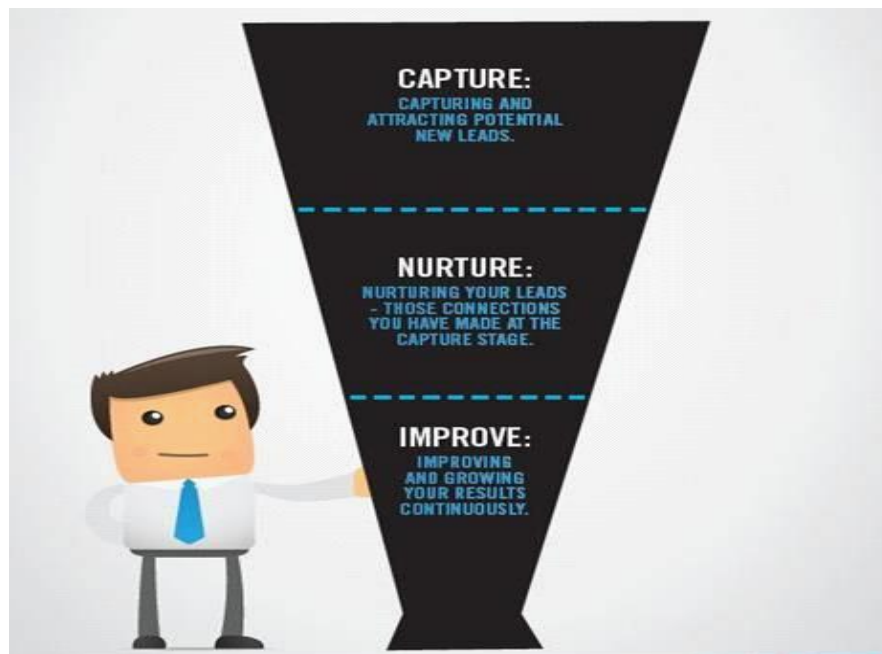 CAPTURE:
CAPTURING AND
ATTRACTING POTENTIAL
NEW LEADS.
NURTURE:
NURTURING YOUR LEADS
- THOSE CONNECTIONS
YOU HAVE MADE AT THE
CAPTURE STAGE.
IMPROVE:
IMPROVING
AND GROWING
YOUR RESULTS
CONTINUOUSLY.